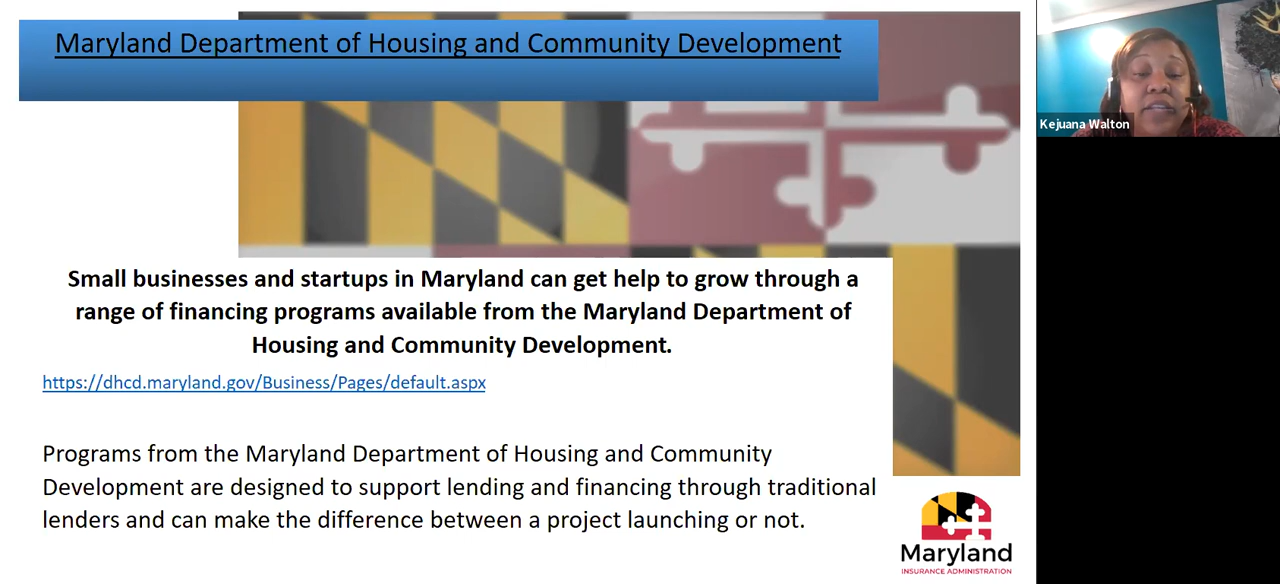 Maryland Department of Housing and Community Development
Kejuana Walton
Small businesses and startups in Maryland can get help to grow through a
range of financing programs available from the Maryland Department of
Housing and Community Development.
https://dhcd.maryland.gov/Business/Pages/default.aspx
Programs from the Maryland Department of Housing and Community
Development are designed to support lending and financing through traditional
lenders and can make the difference between a project launching or not.
Maryland
INSURANCE ADMINISTRATION